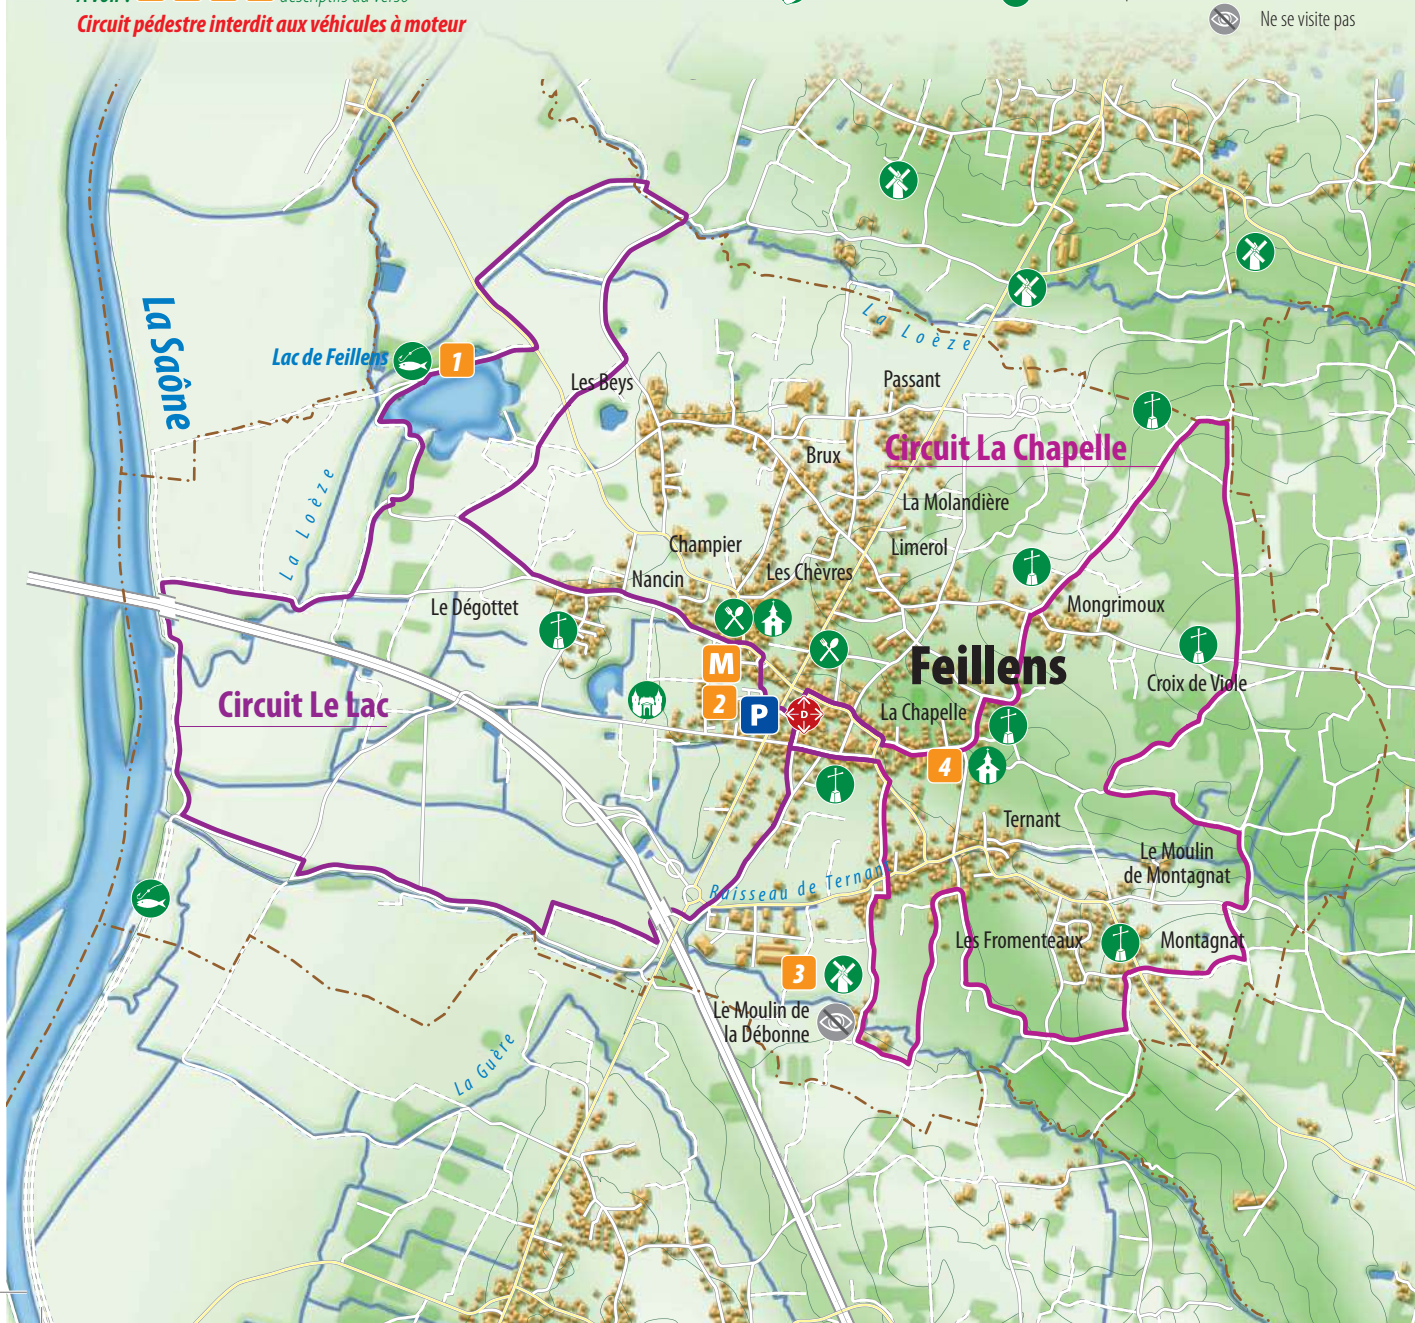 descriptifs au verso
Circuit pédestre interdit aux véhicules à moteur
Ne se visite pas
La Saône
Lac de Feillens
1
La Loèze
Les Beys
Passant
Brux
Circuit La Chapelle
La Molandière
La Loèze
Champier
Limerol
Nancin
Les Chèvres
Le Dégottet
Mongrimoux
M
Feillens
Croix de Viole
Circuit Le Lac
2
P
D
La Chapelle
4
Ternant
Le Moulin
de Montagnat
Ruisseau de Ternant
Les Fromenteaux
Montagnat
3
Le Moulin de
la Débonne
La Guère